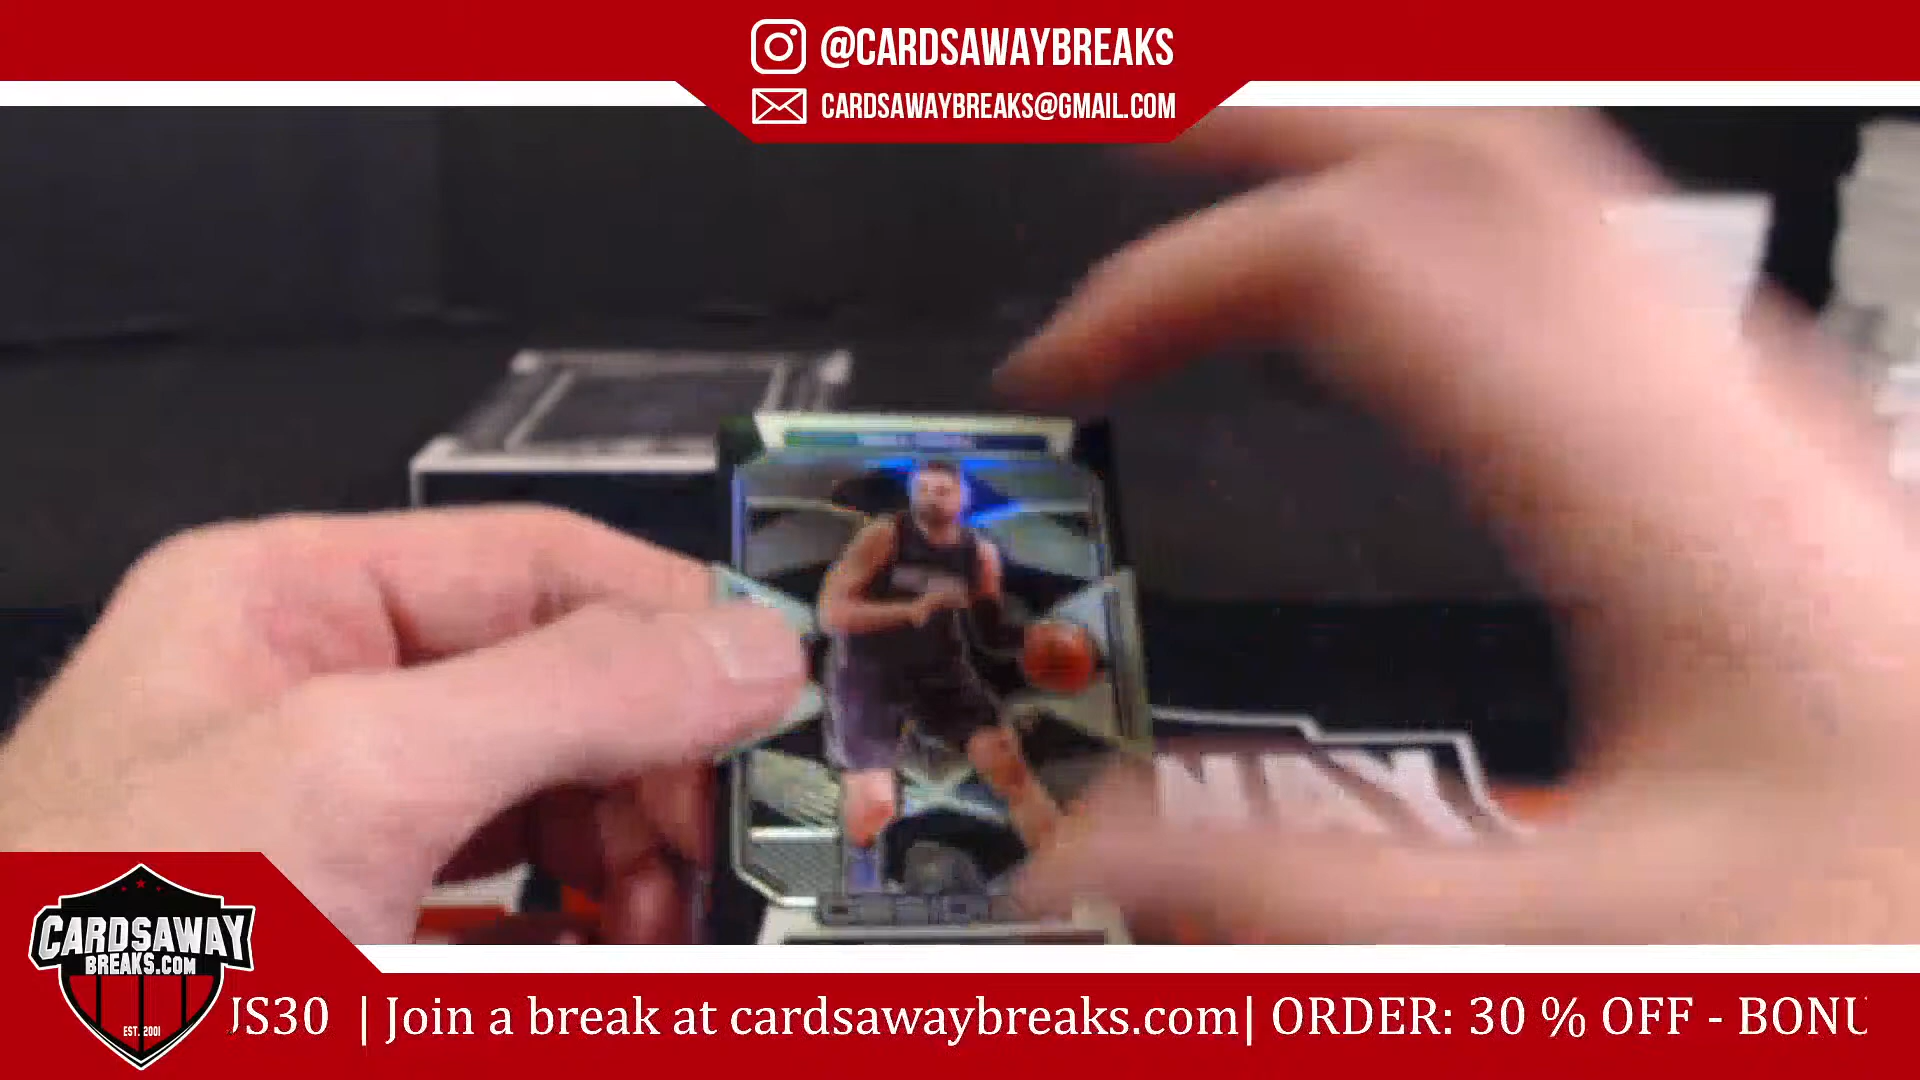 @CARDSAWAYBREAKS
CARDSAWAYBREAKS@GMAIL.COM
WAY
CARDSAWAY
BREAKS.COM
EST. 2001
JS30 | Join a break at cardsawaybreaks.com| ORDER: 30 % OFF - BONU